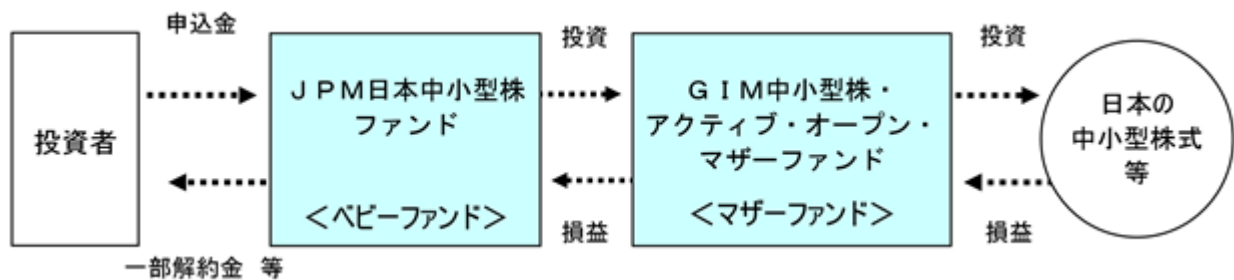 申込金
投資者
一部解約金 等
JPM日本中小型株
ファンド
<ベビーファンド>
投資
損益
GIM中小型株・
アクティブ・オープン・
マザーファンド
<マザーファンド>
投資
損益
日本の
中小型株式
等